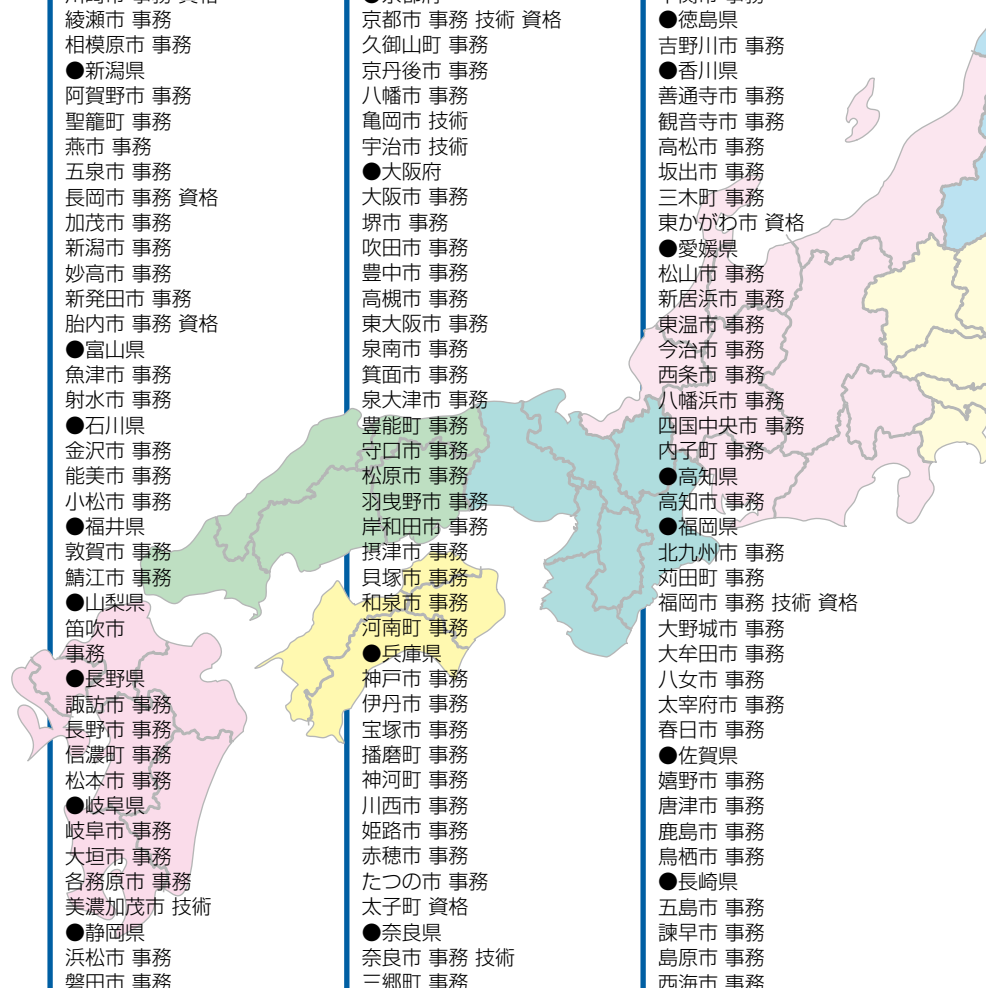 綾瀬市 事務
相模原市 事務
●新潟県
阿賀野市 事務
聖籠町 事務
燕市 事務
五泉市 事務
長岡市 事務 資格
加茂市 事務
新潟市 事務
妙高市 事務
新発田市 事務
胎内市 事務 資格
●富山県
魚津市 事務
射水市 事務
●石川県
金沢市 事務
能美市 事務
小松市 事務
●福井県
敦賀市 事務
鯖江市 事務
●山梨県
笛吹市
事務
●長野県
諏訪市 事務
長野市 事務
信濃町 事務
松本市 事務
●岐阜県
岐阜市 事務
大垣市 事務
各務原市 事務
美濃加茂市 技術
●静岡県
浜松市 事務
磐田市 事務
京都市 事務 技術 資格
久御山町 事務
京丹後市 事務
八幡市 事務
亀岡市 技術
宇治市 技術
●大阪府
大阪市 事務
堺市 事務
吹田市 事務
豊中市 事務
高槻市 事務
東大阪市 事務
泉南市 事務
箕面市 事務
泉大津市 事務
豊能町 事務
守口市 事務
松原市 事務
羽曳野市 事務
岸和田市 事務
摂津市 事務
貝塚市 事務
和泉市 事務
河南町 事務
●兵庫県
神戸市 事務
伊丹市 事務
宝塚市 事務
播磨町 事務
神河町 事務
川西市 事務
姫路市 事務
赤穂市 事務
たつの市 事務
太子町 資格
●奈良県
奈良市 事務 技術
三郷町 事務
●徳島県
吉野川市 事務
●香川県
善通寺市 事務
観音寺市 事務
高松市 事務
坂出市 事務
三木町 事務
東かがわ市 資格
●愛媛県
松山市 事務
新居浜市 事務
東温市 事務
今治市 事務
西条市 事務
八幡浜市 事務
四国中央市 事務
内子町 事務
●高知県
高知市 事務
●福岡県
北九州市 事務
苅田町 事務
福岡市 事務 技術 資格
大野城市 事務
大牟田市 事務
八女市 事務
太宰府市 事務
春日市 事務
●佐賀県
嬉野市 事務
唐津市 事務
鹿島市 事務
鳥栖市 事務
●長崎県
五島市 事務
諫早市 事務
島原市 事務
西海市 事務